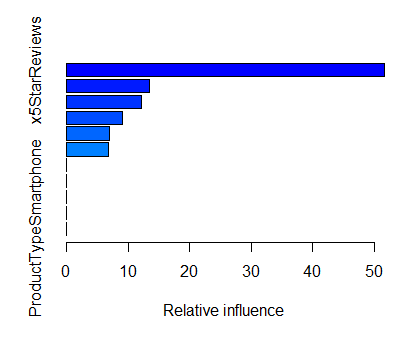 x5StarReviews
ProductTypeSmartphone
0 10 20 30 40 50
Relative influence